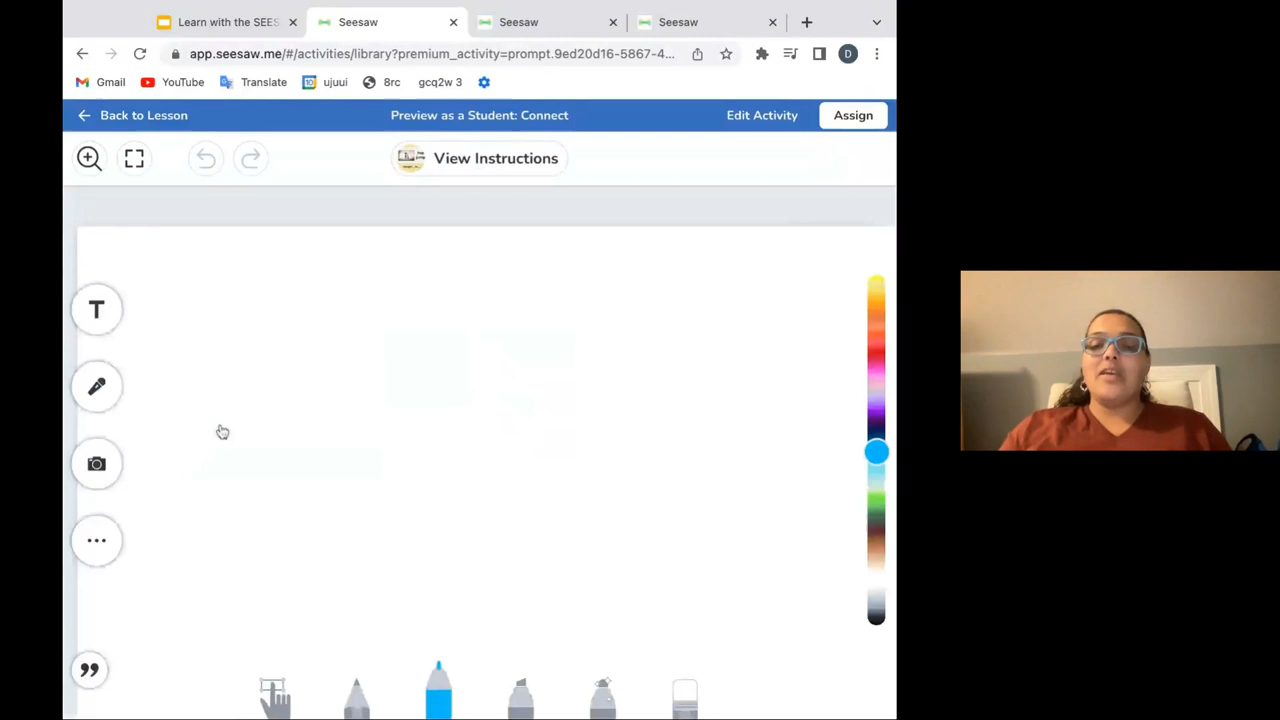 Learn with the SEES
Seesaw
Seesaw
Seesaw
app.seesaw.me/#/activities/library?premium_activity=prompt.9ed20d16-5867-4...
D
Gmail
YouTube
Translate
10
ujuui
8rc
gcq2w 3
Back to Lesson
Preview as a Student: Connect
Edit Activity
Assign
View Instructions
T